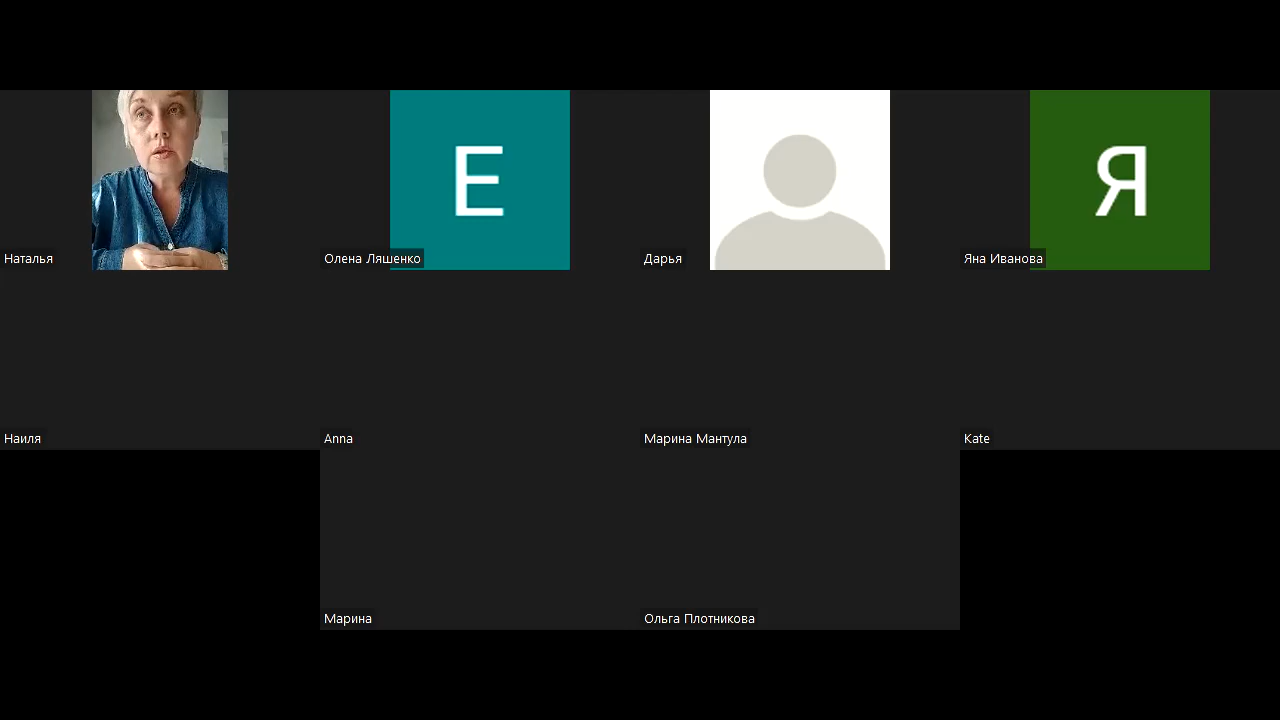 E
Я
Наталья
Олена Ляшенко
Дарья
Яна Иванова
Наиля
Anna
Марина Мантула
Kate
Марина
Ольга Плотникова